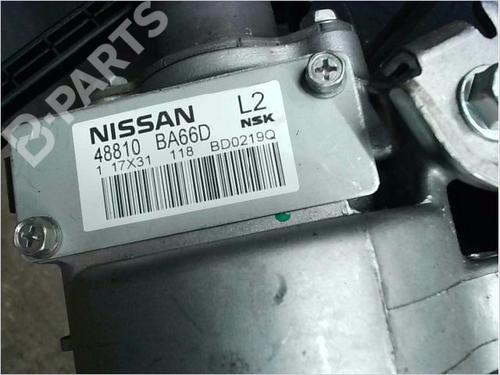 B-PARTS
NISSAN L2
NSK
48810 BA66D
1 17X31 118 BD0219Q